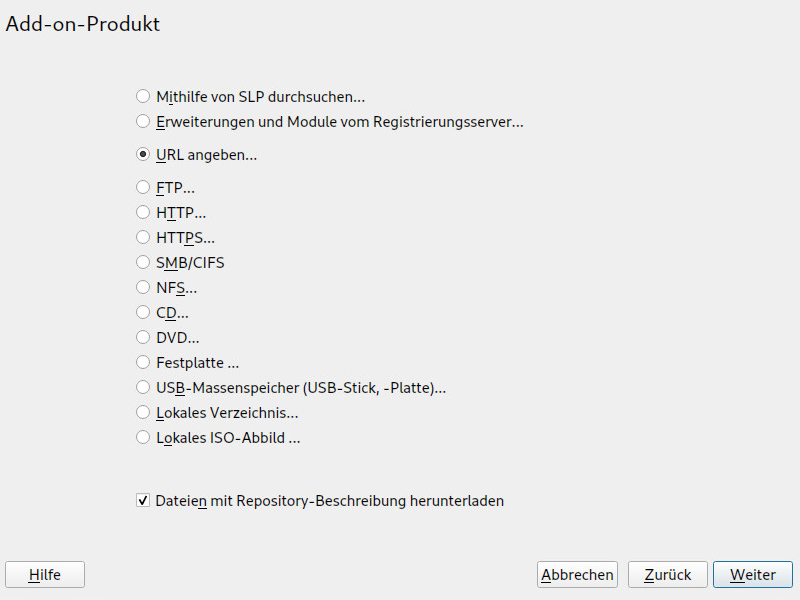 Add-on-Produkt
Mithilfe von SLP durchsuchen...
Erweiterungen und Module vom Registrierungsserver...
URL angeben...
FTP...
HTTP...
HTTPS...
SMB/CIFS
NFS...
CD...
DVD...
Festplatte ...
USB-Massenspeicher (USB-Stick, -Platte)...
Lokales Verzeichnis...
Lokales ISO-Abbild ...
Dateien mit Repository-Beschreibung herunterladen
Hilfe Abbrechen Zurück Weiter